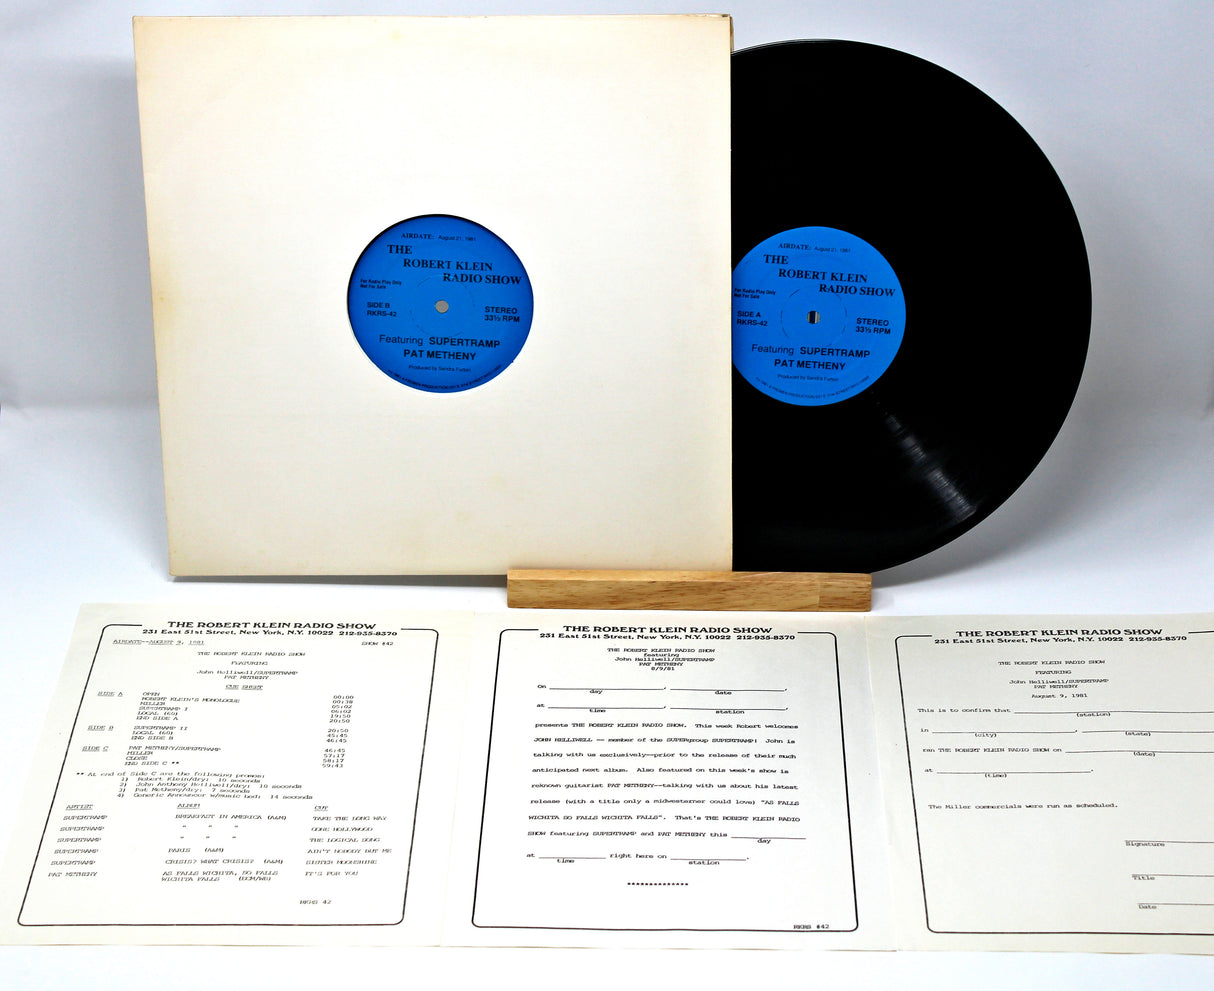 AIRDATE: August 21, 1981
THE
ROBERT KLEIN
RADIO SHOW
For Radio Play Only
Not For Sale
SIDE B
RKRS-42
STEREO
33⅓ RPM
Featuring SUPERTRAMP
PAT METHENY
Produced by Sandra Furton
AIRDATE: August 21, 1981
THE
ROBERT KLEIN
RADIO SHOW
For Radio Play Only
Not For Sale
SIDE A
RKRS-42
STEREO
33⅓ RPM
Featuring SUPERTRAMP
PAT METHENY
Produced by Sandra Furton
THE ROBERT KLEIN RADIO SHOW
231 East 51st Street, New York, N.Y. 10022 212-935-8370
AIRDATE--AUGUST 9, 1981 SHOW #42
THE ROBERT KLEIN RADIO SHOW
FEATURING
John Helliwell/SUPERTRAMP
PAT METHENY
CUE SHEET
SIDE A OPEN 00:00
ROBERT KLEIN'S MONOLOGUE 00:38
MILLER 05:02
SUPERTRAMP I 06:02
LOCAL (60) 19:50
END SIDE A 20:50
SIDE B SUPERTRAMP II 20:50
LOCAL (60) 45:45
END SIDE B 46:45
SIDE C PAT METHENY/SUPERTRAMP 46:45
MILLER 57:17
CLOSE 58:17
END SIDE C ** 59:43
** At end of Side C are the following promos:
1) Robert Klein/dry: 10 seconds
2) John Anthony Helliwell/dry: 10 seconds
3) Pat Metheny/dry: 7 seconds
4) Generic Announcer w/music bed: 14 seconds
ARTIST ALBUM CUT
SUPERTRAMP BREAKFAST IN AMERICA (A&M) TAKE THE LONG WAY
SUPERTRAMP " " " GONE HOLLYWOOD
SUPERTRAMP " " " THE LOGICAL SONG
SUPERTRAMP PARIS (A&M) AIN'T NOBODY BUT ME
SUPERTRAMP CRISIS? WHAT CRISIS? (A&M) SISTER MOONSHINE
PAT METHENY AS FALLS WICHITA, SO FALLS IT'S FOR YOU
WICHITA FALLS (ECM/WB)
RKRS 42
THE ROBERT KLEIN RADIO SHOW
231 East 51st Street, New York, N.Y. 10022 212-935-8370
THE ROBERT KLEIN RADIO SHOW
featuring
John Helliwell/SUPERTRAMP
PAT METHENY
8/9/81
On , ,
day date
at ,
time station
presents THE ROBERT KLEIN RADIO SHOW. This week Robert welcomes
JOHN HELLIWELL -- member of the SUPERgroup SUPERTRAMP! John is
talking with us exclusively--prior to the release of their much
anticipated next album. Also featured on this week's show is
reknown guitarist PAT METHENY--talking with us about his latest
release (with a title only a midwesterner could love) "AS FALLS
WICHITA SO FALLS WICHITA FALLS". That's THE ROBERT KLEIN RADIO
SHOW featuring SUPERTRAMP and PAT METHENY this
day
at right here on .
time station
**************
RKRS #42
THE ROBERT KLEIN RADIO SHOW
231 East 51st Street, New York, N.Y. 10022 212-935-8370
THE ROBERT KLEIN RADIO SHOW
FEATURING
John Helliwell/SUPERTRAMP
PAT METHENY
August 9, 1981
This is to confirm that
(station)
in ,
(city) (state)
ran THE ROBERT KLEIN RADIO SHOW on
(date)
at .
(time)
The Miller commercials were run as scheduled.
Signature
Title
Date